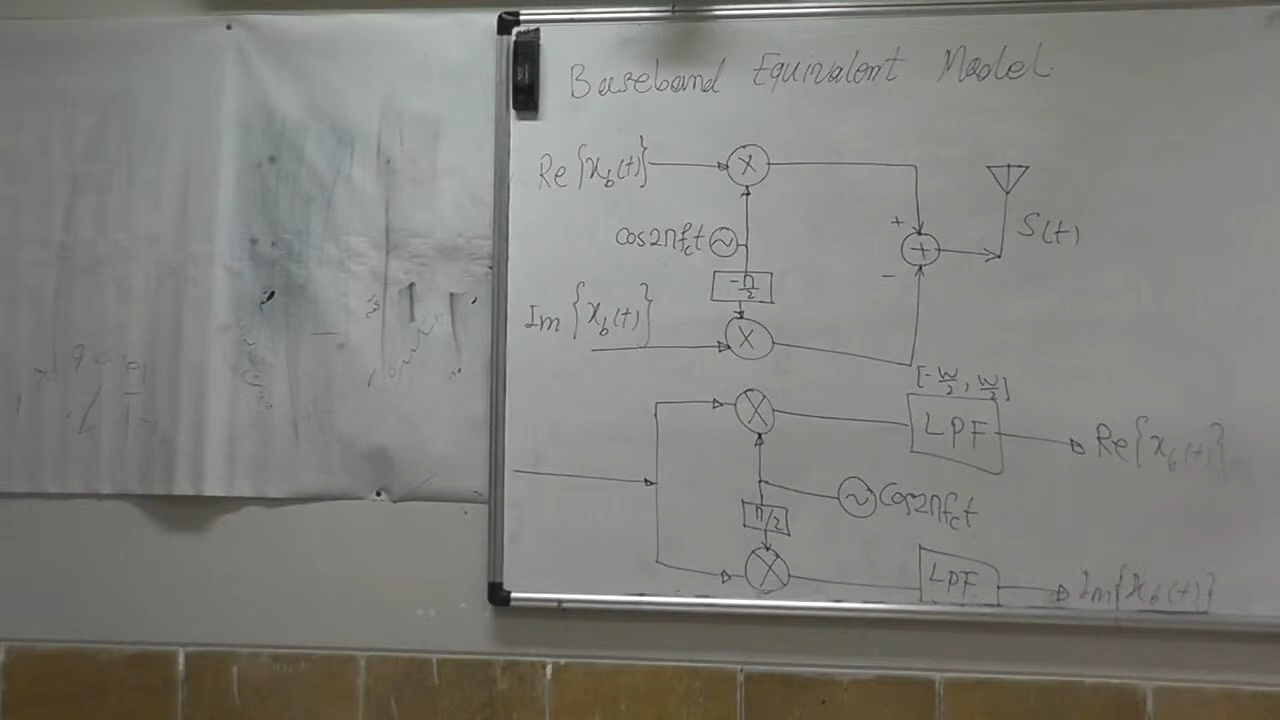 Baseband Equivalent Model
Re{x_b(t)}
X
cos2πf_ct
+
+
-
S(t)
-π/2
Im{x_b(t)}
X
[-W/2, W/2]
X
LPF
Re{x_b(t)}
Cos2πf_ct
π/2
X
LPF
Im{x_b(t)}